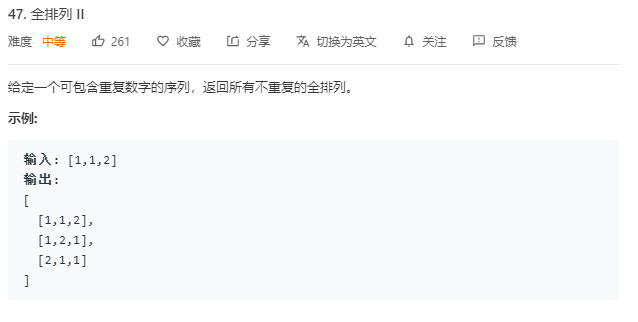 47. 全排列 II
难度 中等 261 收藏 分享 切换为英文 关注 反馈
给定一个可包含重复数字的序列，返回所有不重复的全排列。
示例:
输入: [1,1,2]
输出:
[
  [1,1,2],
  [1,2,1],
  [2,1,1]
]